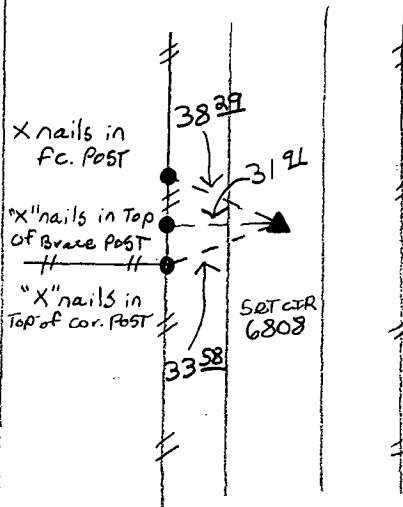 38 29
X nails in
fc. Post
31 91
"X" nails in Top
of Brace Post
"X" nails in
Top of cor. Post
SET CIR
6808
33 58